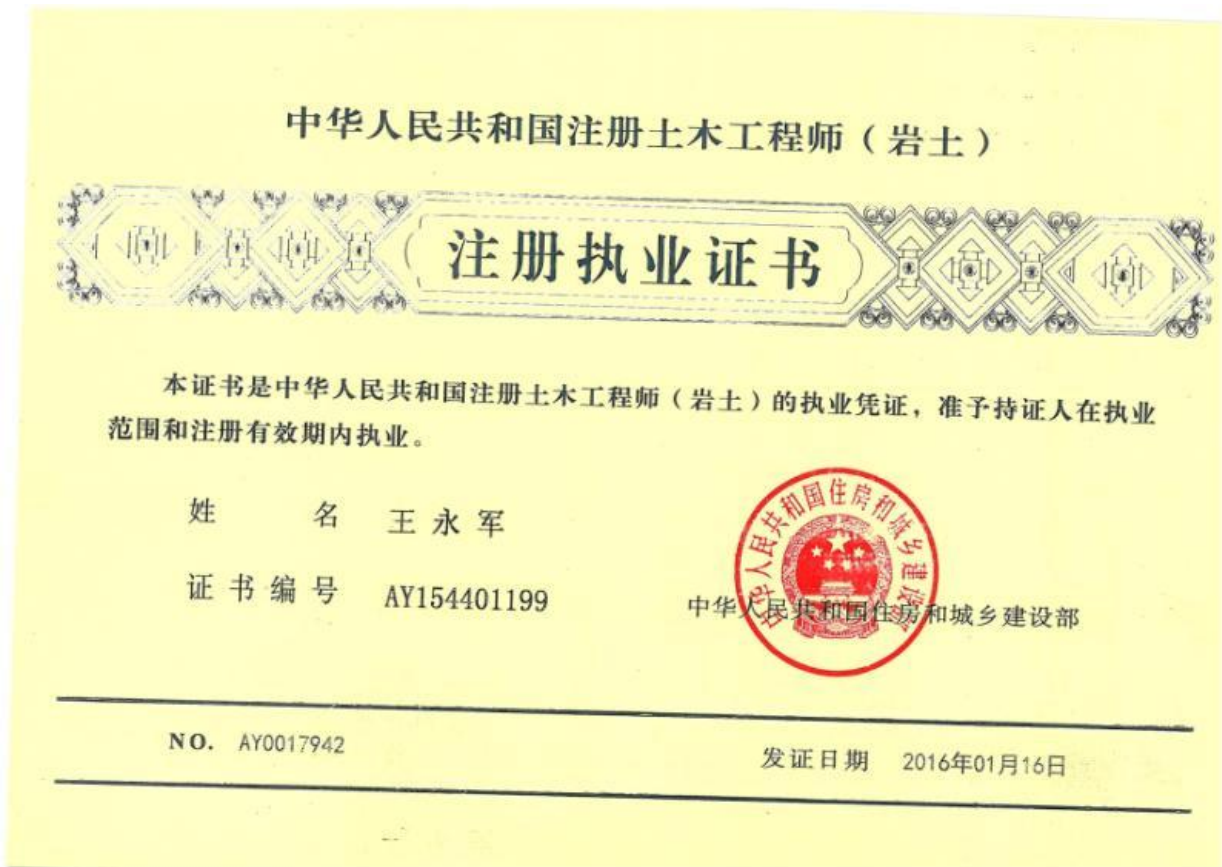 中华人民共和国注册土木工程师（岩土）
注册执业证书
本证书是中华人民共和国注册土木工程师（岩土）的执业凭证，准予持证人在执业
范围和注册有效期内执业。
姓 名 王永军
证书编号 AY154401199
中华人民共和国住房和城乡建设部
中华人民共和国住房和城乡建设部
NO. AY0017942 发证日期 2016年01月16日